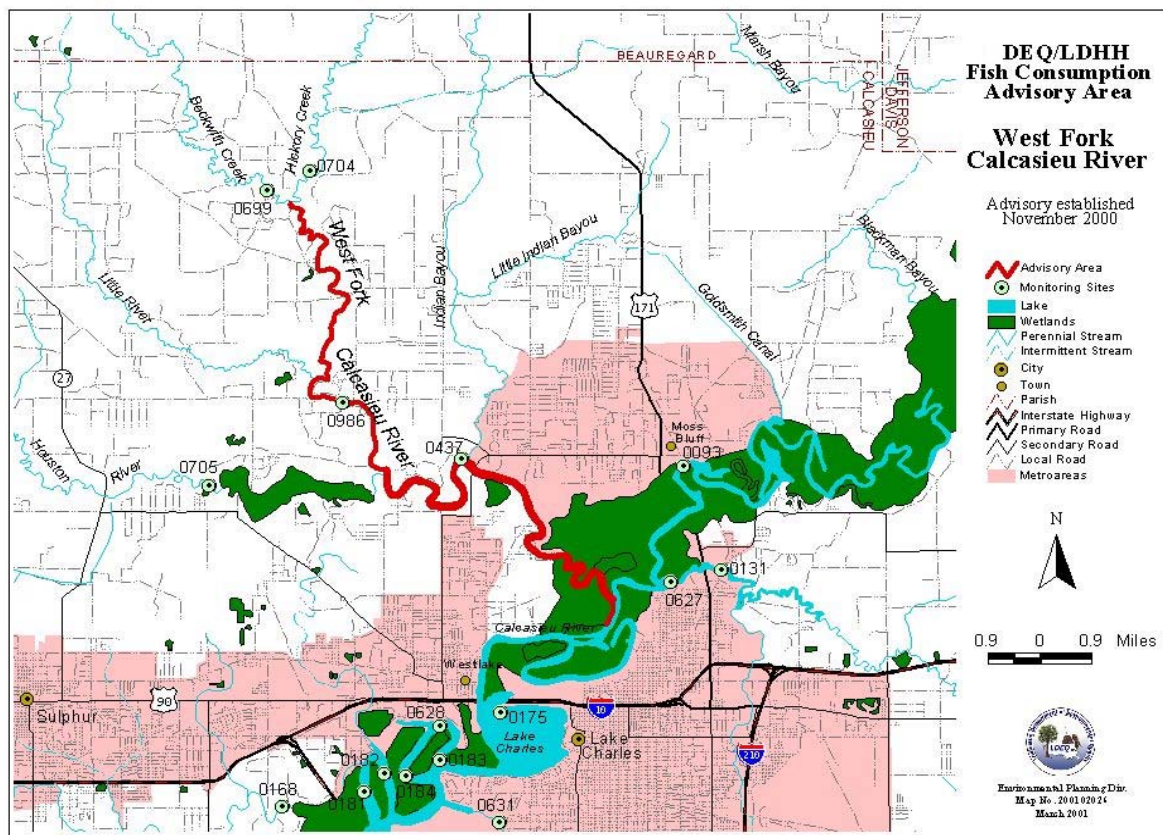 DEQ/LDHH
Fish Consumption
Advisory Area
West Fork
Calcasieu River
Advisory established
November 2000
Advisory Area
Monitoring Sites
Lake
Wetlands
Perennial Stream
Intermittent Stream
City
Town
Parish
Interstate Highway
Primary Road
Secondary Road
Local Road
Metroareas
N
0.9 0 0.9 Miles
LDEQ
Environmental Planning Div.
Map No. 200102026
March 2001
BEAUREGARD
CALCASIEU
JEFFERSON
DAVIS
Marsh Bayou
Beckwith Creek
Hickory Creek
0704
0699
West Fork
Calcasieu River
Little River
Indian Bayou
Little Indian Bayou
Goldsmith Canal
Blackman Bayou
171
27
0986
0437
Moss
Bluff
0093
Houston
River
0705
0131
0627
Calcasieu River
Westlake
90
Sulphur
10
0175
0628
Lake
Charles
Lake
Charles
210
0182
0183
0168
0181
0184
0631